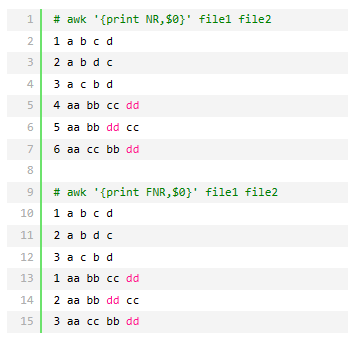 1 # awk '{print NR,$0}' file1 file2
2 1 a b c d
3 2 a b d c
4 3 a c b d
5 4 aa bb cc dd
6 5 aa bb dd cc
7 6 aa cc bb dd
8
9 # awk '{print FNR,$0}' file1 file2
10 1 a b c d
11 2 a b d c
12 3 a c b d
13 1 aa bb cc dd
14 2 aa bb dd cc
15 3 aa cc bb dd